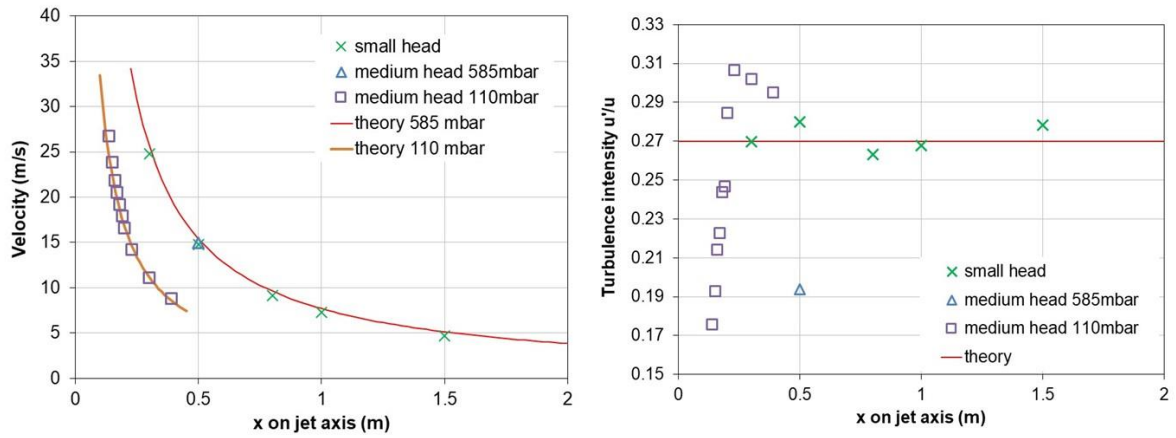 40
35
30
25
20
15
10
5
0
Velocity (m/s)
small head
medium head 585mbar
medium head 110mbar
theory 585 mbar
theory 110 mbar
0 0.5 1 1.5 2
x on jet axis (m)
0.33
0.31
0.29
0.27
0.25
0.23
0.21
0.19
0.17
0.15
Turbulence intensity u'/u
small head
medium head 585mbar
medium head 110mbar
theory
0 0.5 1 1.5 2
x on jet axis (m)